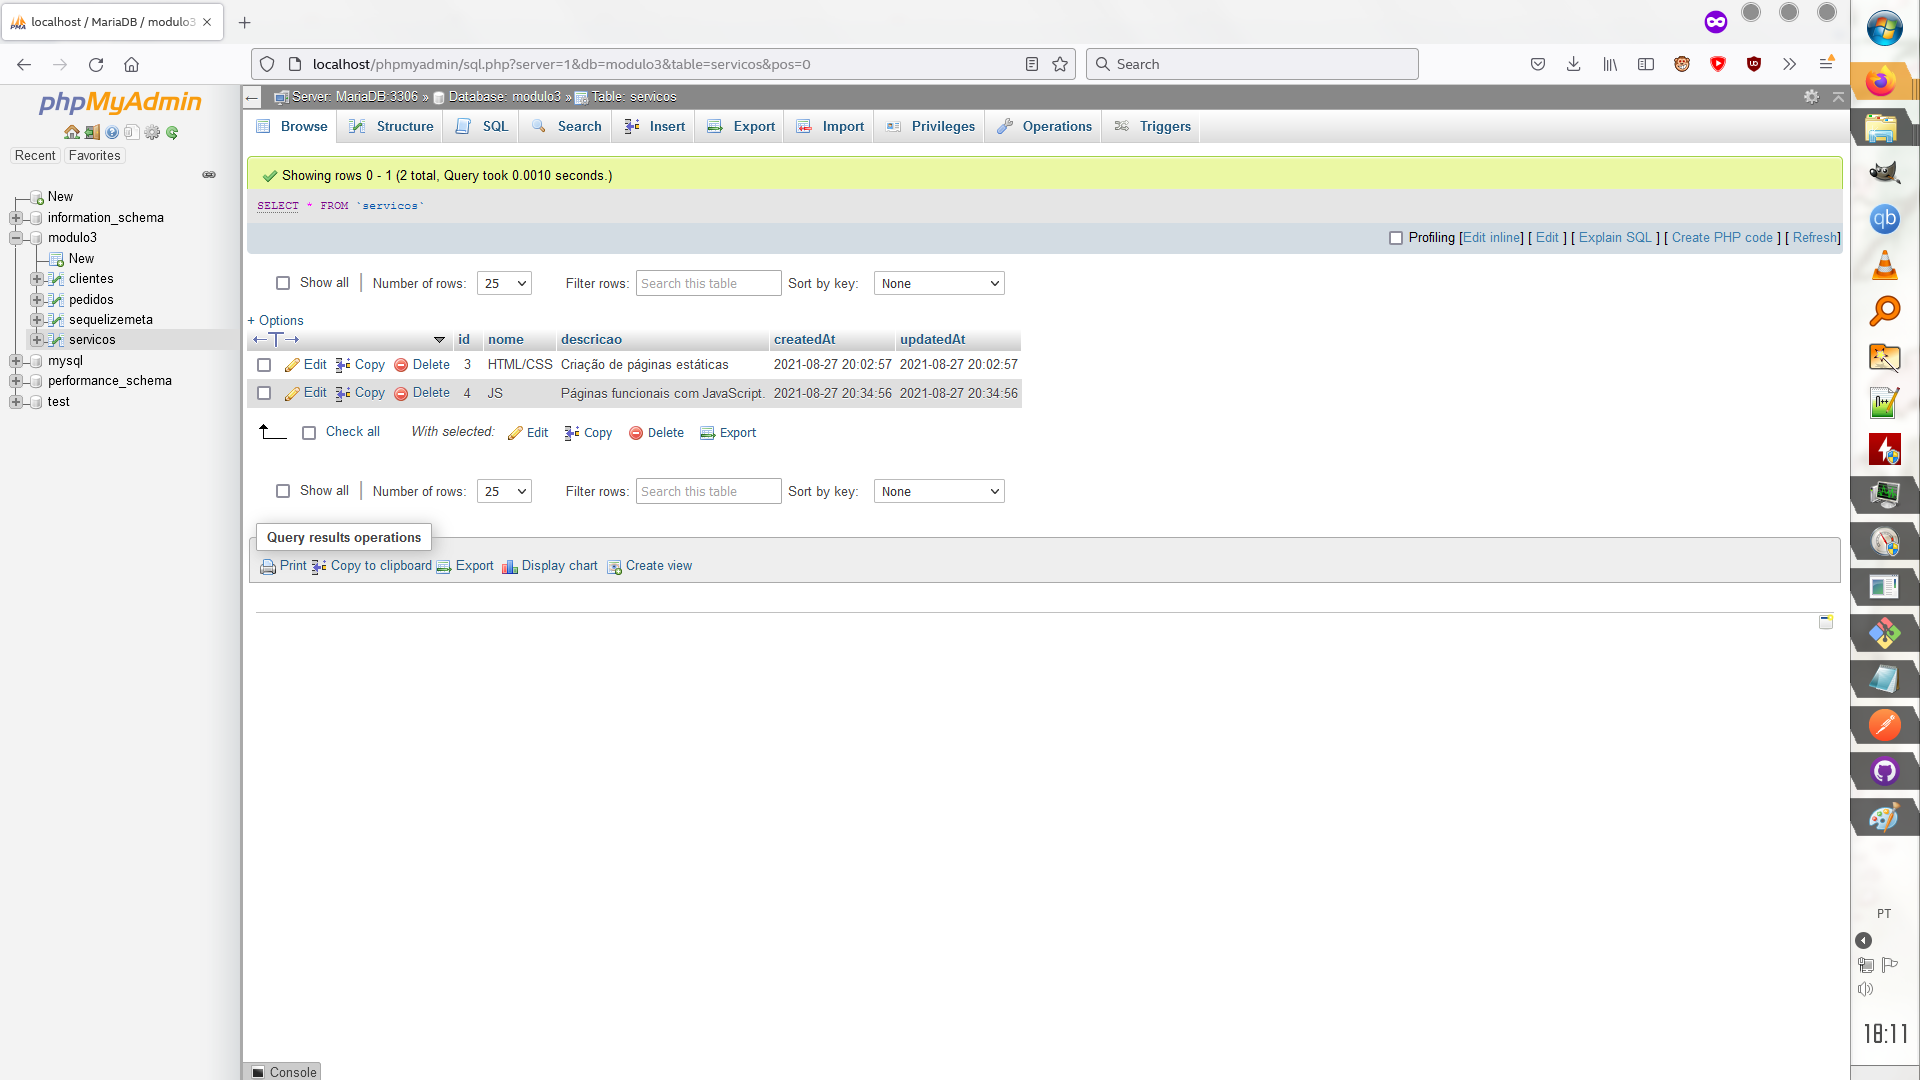 localhost / MariaDB / modulo3
localhost/phpmyadmin/sql.php?server=1&db=modulo3&table=servicos&pos=0
Search
phpMyAdmin
Recent Favorites
New
information_schema
modulo3
New
clientes
pedidos
sequelizemeta
servicos
mysql
performance_schema
test
Server: MariaDB:3306 » Database: modulo3 » Table: servicos
Browse Structure SQL Search Insert Export Import Privileges Operations Triggers
Showing rows 0 - 1 (2 total, Query took 0.0010 seconds.)
SELECT * FROM `servicos`
Profiling [Edit inline] [ Edit ] [ Explain SQL ] [ Create PHP code ] [ Refresh]
Show all Number of rows: 25 Filter rows: Search this table Sort by key: None
+ Options
←T→ id nome descricao createdAt updatedAt
Edit Copy Delete 3 HTML/CSS Criação de páginas estáticas 2021-08-27 20:02:57 2021-08-27 20:02:57
Edit Copy Delete 4 JS Páginas funcionais com JavaScript. 2021-08-27 20:34:56 2021-08-27 20:34:56
Check all With selected: Edit Copy Delete Export
Show all Number of rows: 25 Filter rows: Search this table Sort by key: None
Query results operations
Print Copy to clipboard Export Display chart Create view
Console
qb
PT
18:11